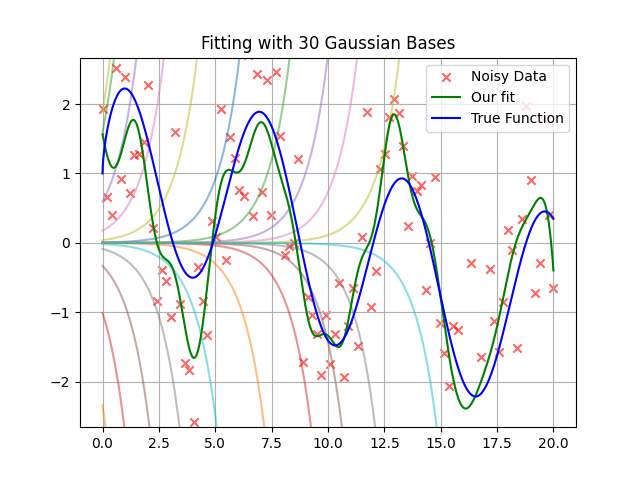 Fitting with 30 Gaussian Bases
Noisy Data
Our fit
True Function
2
1
0
−1
−2
0.0 2.5 5.0 7.5 10.0 12.5 15.0 17.5 20.0